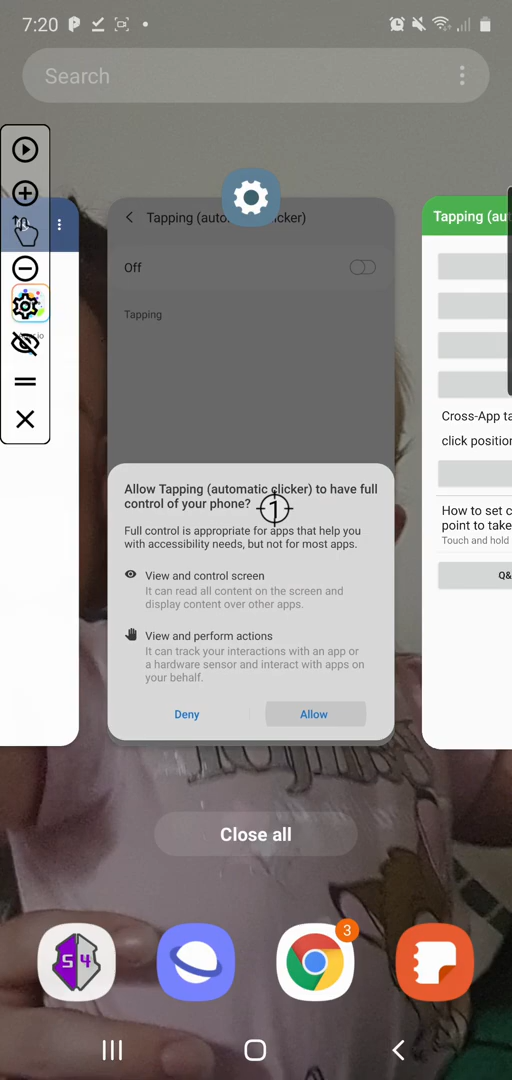 7:20
Search
Tapping (auto
licker)
Off
Tapping
Allow Tapping (automatic clicker) to have full
control of your phone?
1
Full control is appropriate for apps that help you
with accessibility needs, but not for most apps.
View and control screen
It can read all content on the screen and
display content over other apps.
View and perform actions
It can track your interactions with an app or
a hardware sensor and interact with apps on
your behalf.
Deny
Allow
Tapping (au
Cross-App ta
click position
How to set c
point to take
Touch and hold
Q&
Close all
54
3